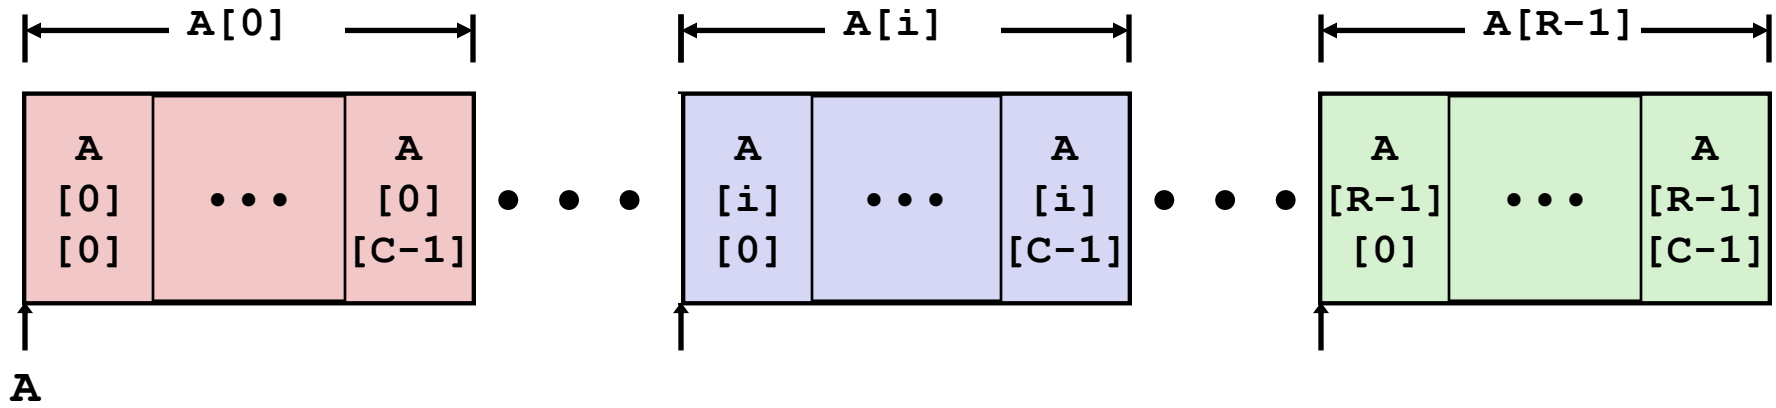 A[0] A[i] A[R-1]
A A A A A A
[0] [0] [i] [i] [R-1] [R-1]
[0] [C-1] [0] [C-1] [0] [C-1]
A